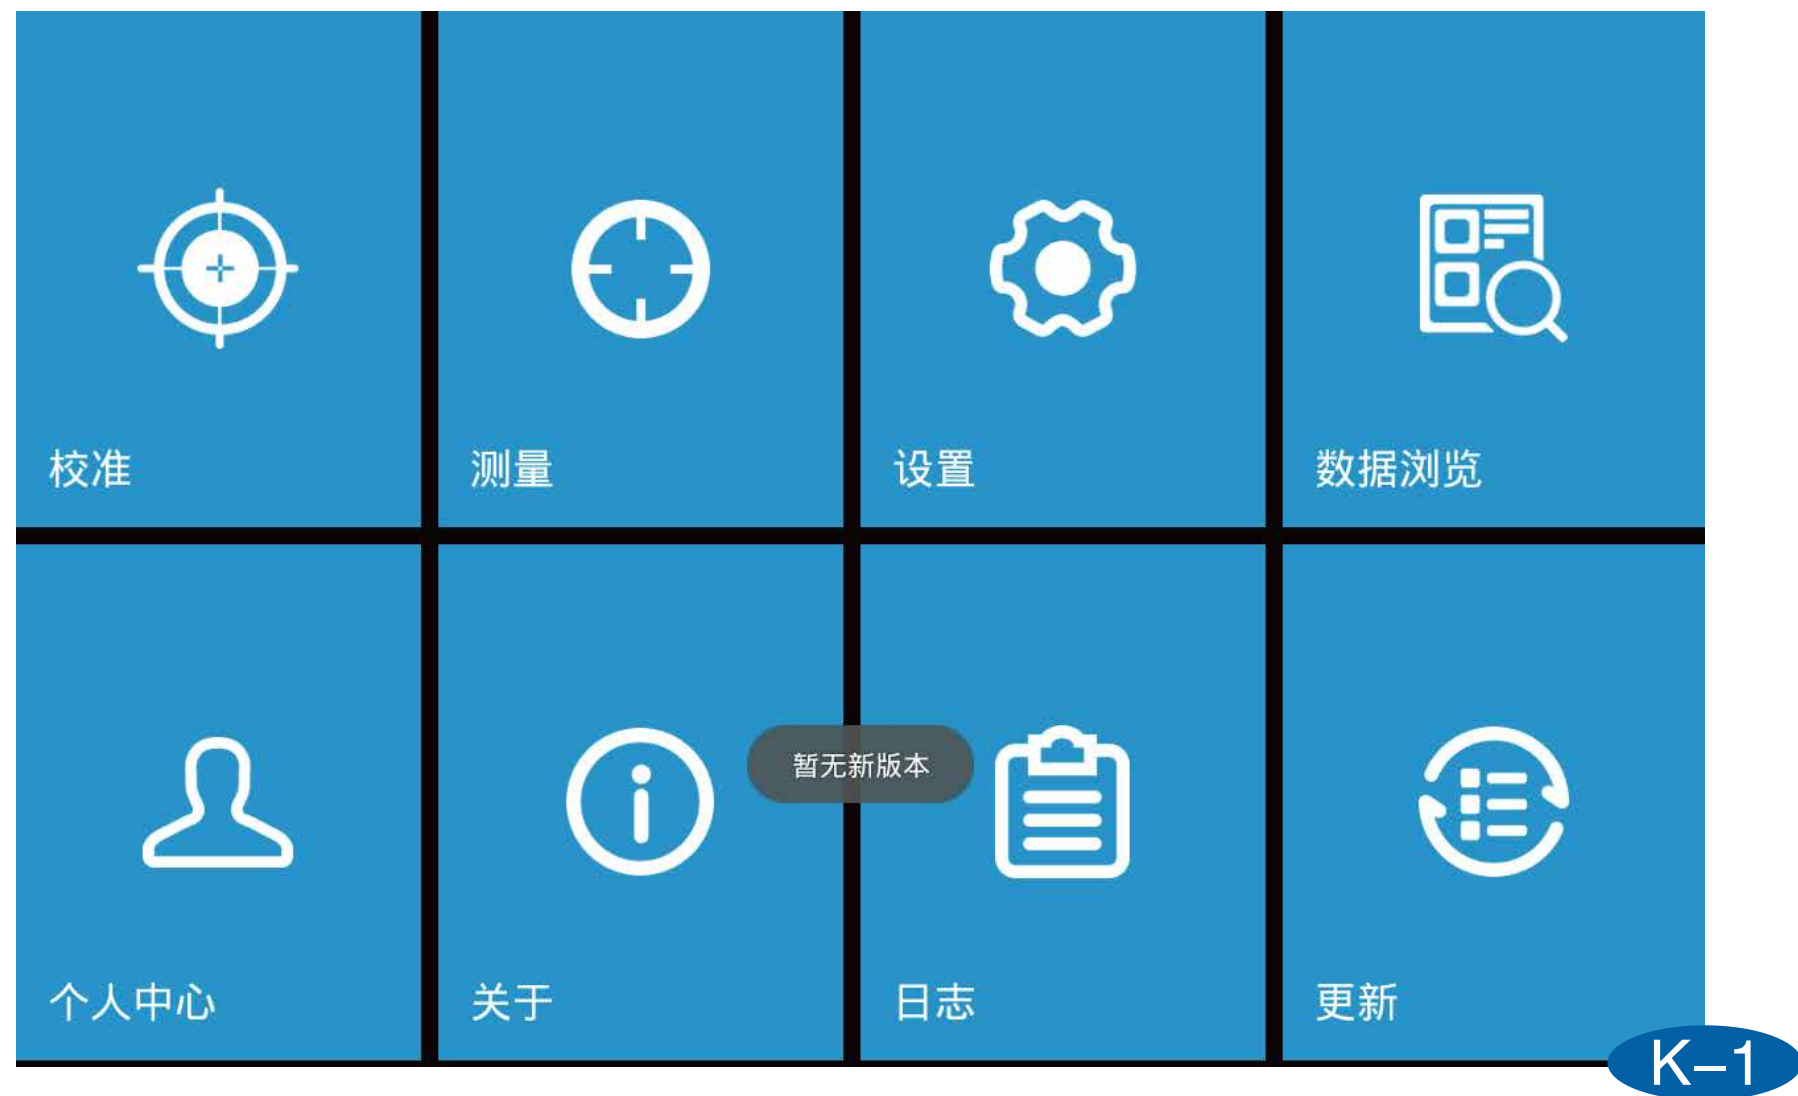 校准
测量
设置
数据浏览
暂无新版本
个人中心
关于
日志
更新
K-1